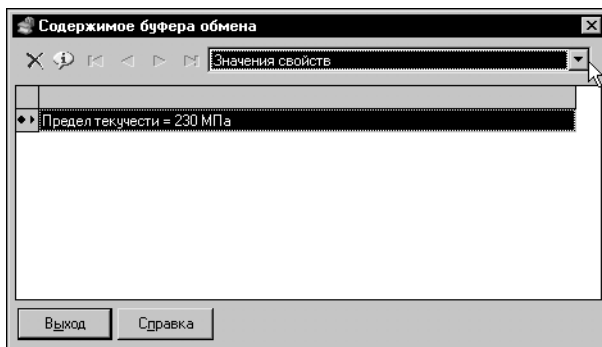 Содержимое буфера обмена
Значения свойств
Предел текучести = 230 МПа
Выход
Справка